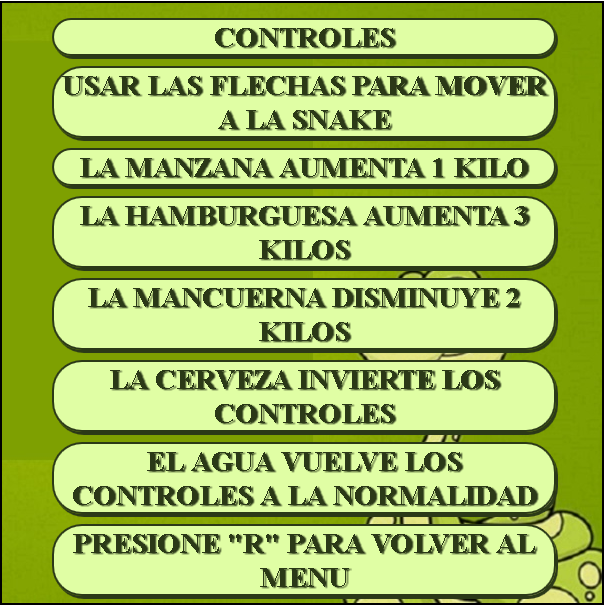 CONTROLES
USAR LAS FLECHAS PARA MOVER
A LA SNAKE
LA MANZANA AUMENTA 1 KILO
LA HAMBURGUESA AUMENTA 3
KILOS
LA MANCUERNA DISMINUYE 2
KILOS
LA CERVEZA INVIERTE LOS
CONTROLES
EL AGUA VUELVE LOS
CONTROLES A LA NORMALIDAD
PRESIONE "R" PARA VOLVER AL
MENU